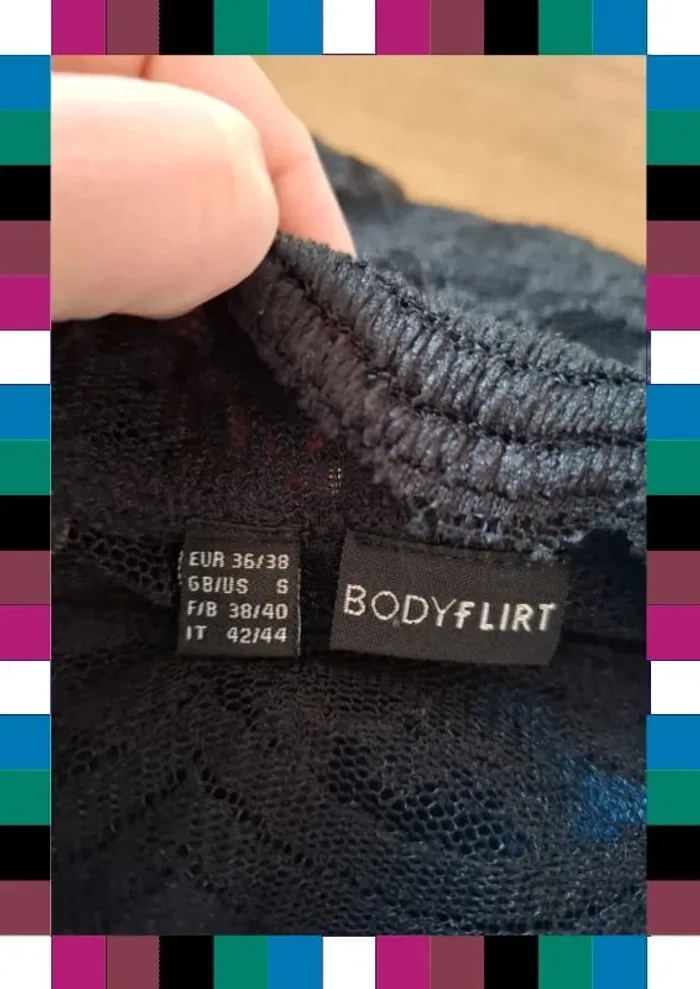 EUR 36/38
GB/US S
F/B 38/40
IT 42/44
BODYFLIRT